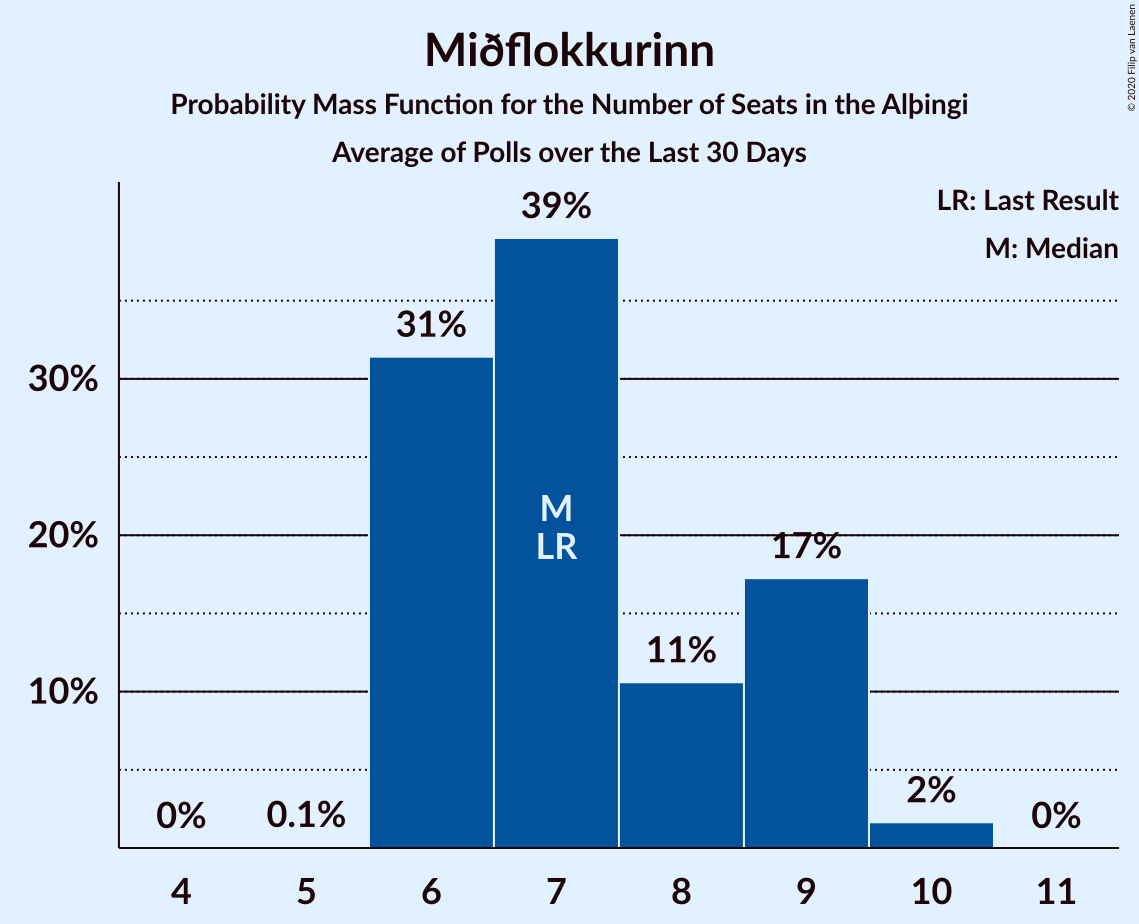 Miðflokkurinn
Probability Mass Function for the Number of Seats in the Alþingi
Average of Polls over the Last 30 Days
© 2020 Filip van Laenen
LR: Last Result
M: Median
39%
31%
30%
M
LR
20%
17%
11%
10%
0%
0.1%
2%
0%
4
5
6
7
8
9
10
11